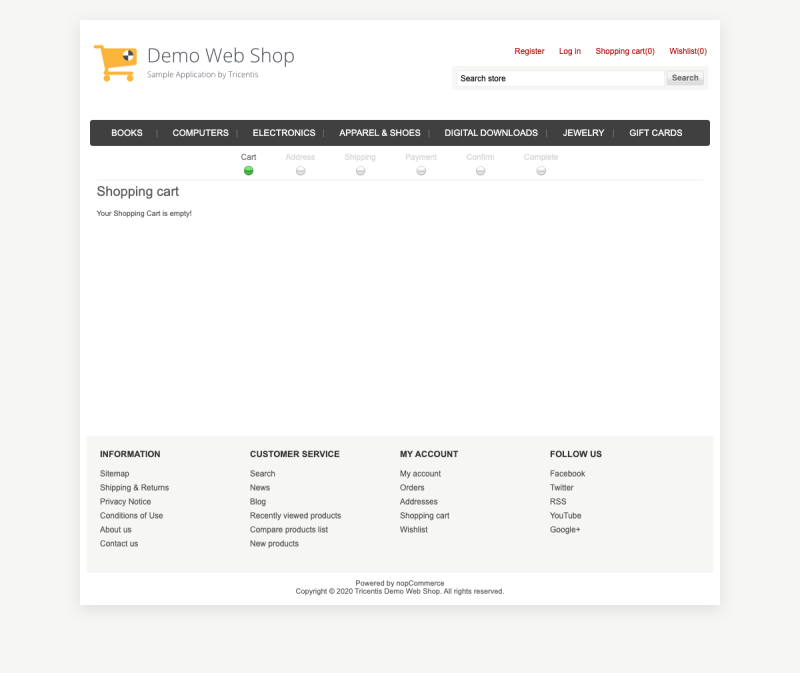 Demo Web Shop
Sample Application by Tricentis
Register Log in Shopping cart(0) Wishlist(0)
Search store Search
BOOKS | COMPUTERS | ELECTRONICS | APPAREL & SHOES | DIGITAL DOWNLOADS | JEWELRY | GIFT CARDS
Cart Address Shipping Payment Confirm Complete
Shopping cart
Your Shopping Cart is empty!
INFORMATION
Sitemap
Shipping & Returns
Privacy Notice
Conditions of Use
About us
Contact us
CUSTOMER SERVICE
Search
News
Blog
Recently viewed products
Compare products list
New products
MY ACCOUNT
My account
Orders
Addresses
Shopping cart
Wishlist
FOLLOW US
Facebook
Twitter
RSS
YouTube
Google+
Powered by nopCommerce
Copyright © 2020 Tricentis Demo Web Shop. All rights reserved.